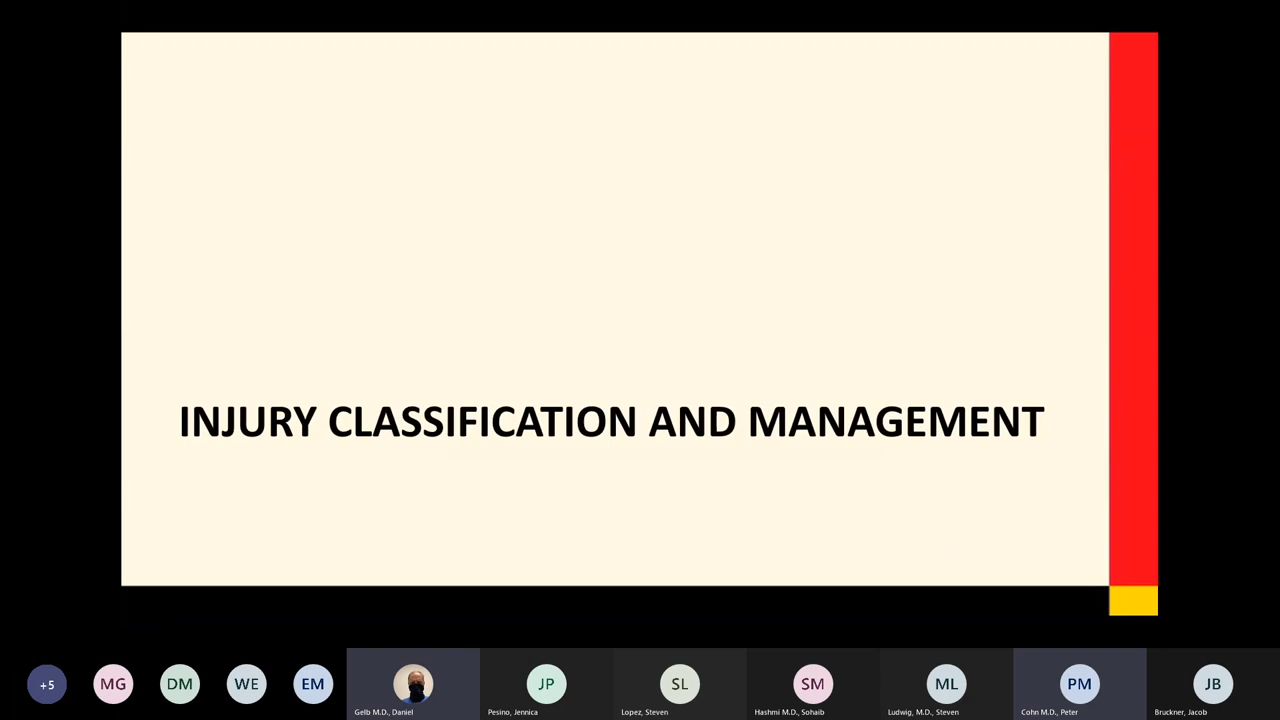 INJURY CLASSIFICATION AND MANAGEMENT
+5
MG
DM
WE
EM
JP
SL
SM
ML
PM
JB
Gelb M.D., Daniel
Pesino, Jennica
Lopez, Steven
Hashmi M.D., Sohaib
Ludwig, M.D., Steven
Cohn M.D., Peter
Bruckner, Jacob